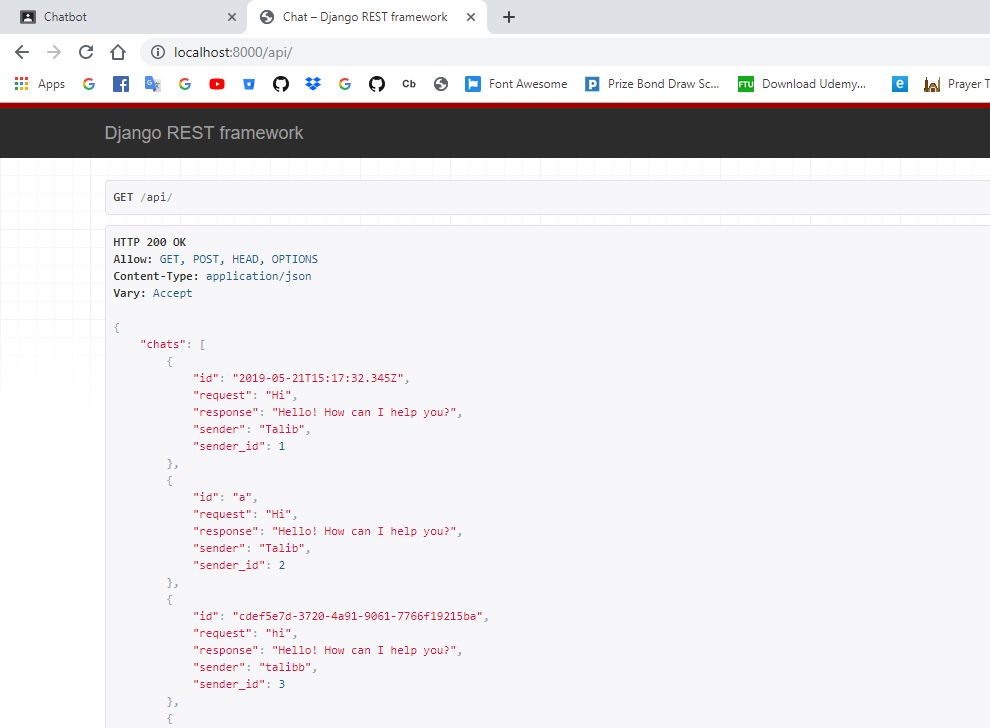 Chatbot
Chat – Django REST framework
localhost:8000/api/
Apps
Cb
Font Awesome
Prize Bond Draw Sc...
FTU
Download Udemy...
e
Prayer T
Django REST framework
GET /api/
HTTP 200 OK
Allow: GET, POST, HEAD, OPTIONS
Content-Type: application/json
Vary: Accept
{
"chats": [
{
"id": "2019-05-21T15:17:32.345Z",
"request": "Hi",
"response": "Hello! How can I help you?",
"sender": "Talib",
"sender_id": 1
},
{
"id": "a",
"request": "Hi",
"response": "Hello! How can I help you?",
"sender": "Talib",
"sender_id": 2
},
{
"id": "cdef5e7d-3720-4a91-9061-7766f19215ba",
"request": "hi",
"response": "Hello! How can I help you?",
"sender": "talibb",
"sender_id": 3
},
{